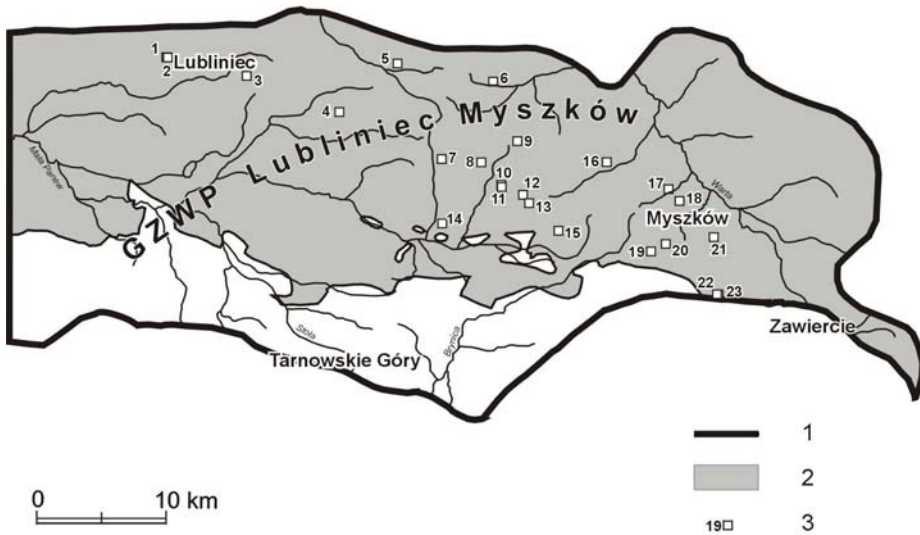 1
2
Lubliniec
3
4
5
6
GZWP Lubliniec Myszków
7
8
9
10
11
12
13
14
15
16
17
18
Myszków
19
20
21
22
23
Mała Panew
Warta
Stoła
Brynica
Tarnowskie Góry
Zawiercie
1
2
19 3
0 10 km